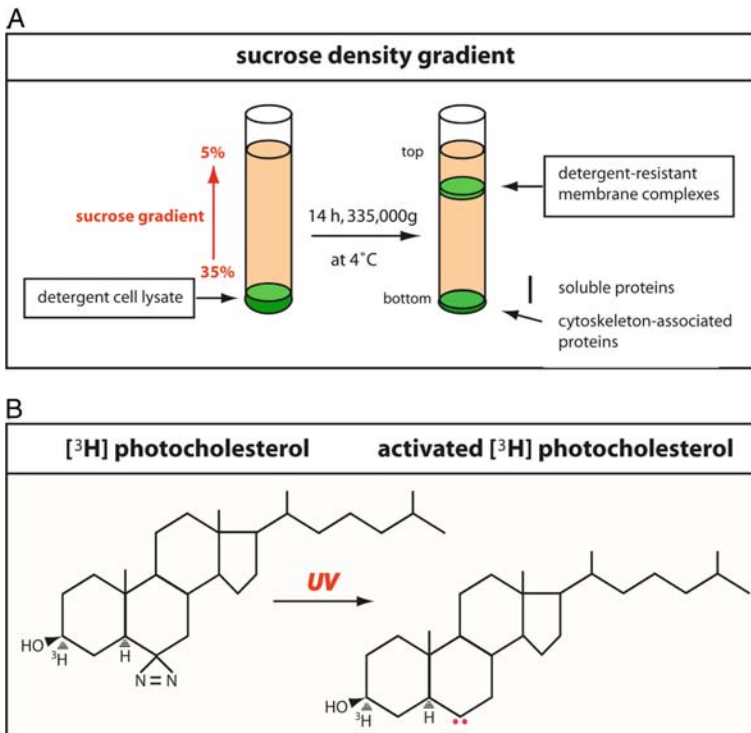 A
sucrose density gradient
5%
sucrose gradient
35%
detergent cell lysate
14 h, 335,000g
at 4˚C
top
bottom
detergent-resistant
membrane complexes
soluble proteins
cytoskeleton-associated
proteins
B
[³H] photocholesterol
activated [³H] photocholesterol
HO
³H
H
N=N
UV
HO
³H
H